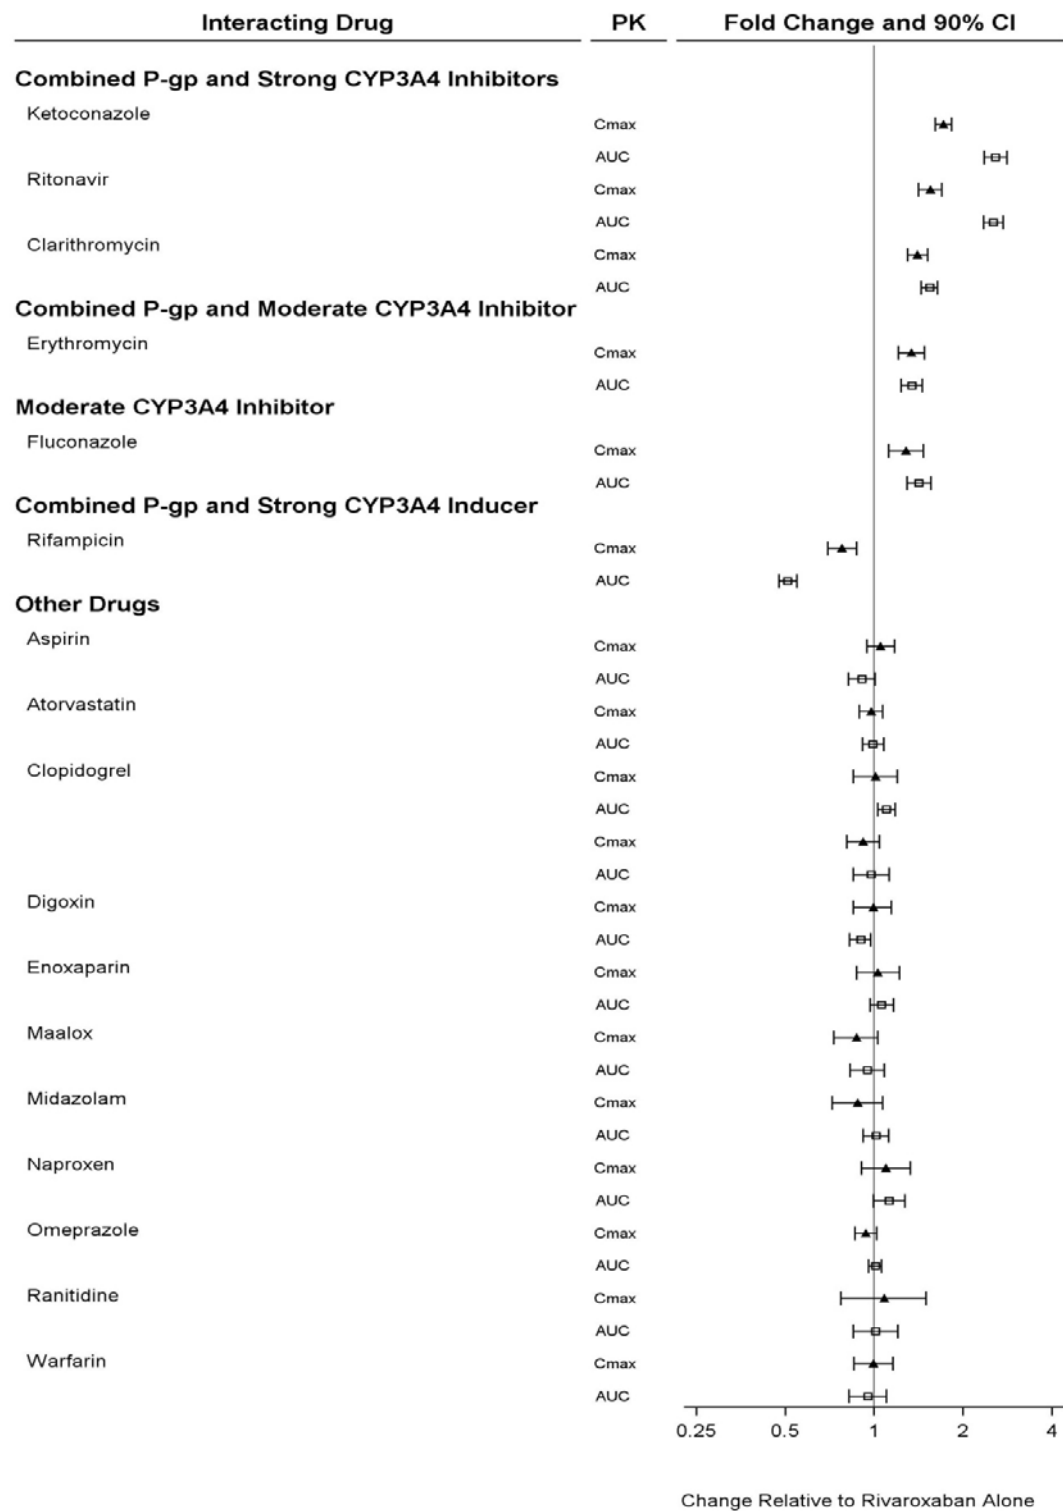 Interacting Drug PK Fold Change and 90% CI
Combined P-gp and Strong CYP3A4 Inhibitors
Ketoconazole
Cmax
AUC
Ritonavir
Cmax
AUC
Clarithromycin
Cmax
AUC
Combined P-gp and Moderate CYP3A4 Inhibitor
Erythromycin
Cmax
AUC
Moderate CYP3A4 Inhibitor
Fluconazole
Cmax
AUC
Combined P-gp and Strong CYP3A4 Inducer
Rifampicin
Cmax
AUC
Other Drugs
Aspirin
Cmax
AUC
Atorvastatin
Cmax
AUC
Clopidogrel
Cmax
AUC
Cmax
AUC
Digoxin
Cmax
AUC
Enoxaparin
Cmax
AUC
Maalox
Cmax
AUC
Midazolam
Cmax
AUC
Naproxen
Cmax
AUC
Omeprazole
Cmax
AUC
Ranitidine
Cmax
AUC
Warfarin
Cmax
AUC
0.25 0.5 1 2 4
Change Relative to Rivaroxaban Alone